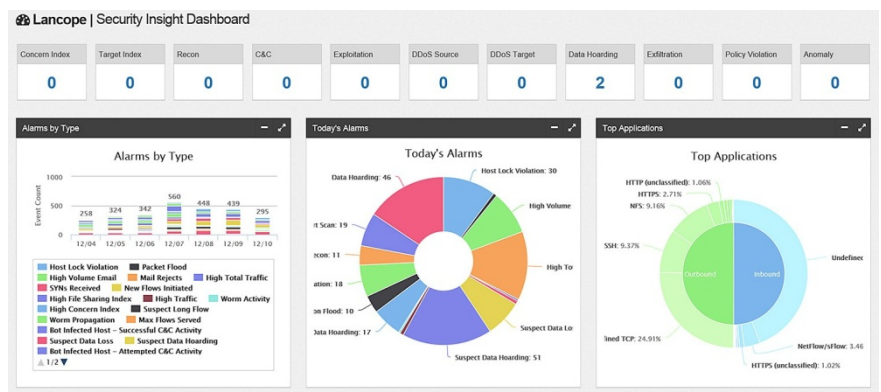 Lancope | Security Insight Dashboard
Concern Index Target Index Recon C&C Exploitation DDoS Source DDoS Target Data Hoarding Exfiltration Policy Violation Anomaly
0 0 0 0 0 0 0 2 0 0 0
Alarms by Type
Alarms by Type
Event Count
1000
500
0
258 324 342 560 448 439 295
12/04 12/05 12/06 12/07 12/08 12/09 12/10
Host Lock Violation Packet Flood
High Volume Email Mail Rejects High Total Traffic
SYNs Received New Flows Initiated
High File Sharing Index High Traffic Worm Activity
High Concern Index Suspect Long Flow
Worm Propagation Max Flows Served
Bot Infected Host - Successful C&C Activity
Suspect Data Loss Suspect Data Hoarding
Bot Infected Host - Attempted C&C Activity
1/2
Today's Alarms
Today's Alarms
Data Hoarding: 46
Host Lock Violation: 30
High Volume
rt Scan: 19
econ: 11
High To
ation: 18
on Flood: 10
Data Hoarding: 17
Suspect Data Lo
Suspect Data Hoarding: 51
Top Applications
Top Applications
HTTP (unclassified): 1.06%
HTTPS: 2.71%
NFS: 9.16%
SSH: 9.37%
Undefined
Outbound Inbound
fined TCP: 24.91%
NetFlow/sFlow: 3.46
HTTPS (unclassified): 1.02%